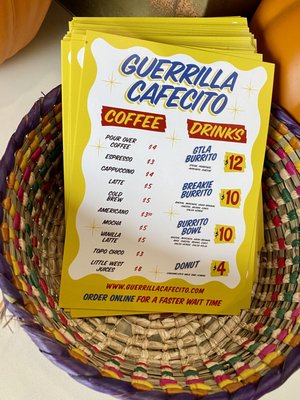 GUERRILLA
CAFECITO
COFFEE
POUR OVER
COFFEE $4
ESPRESSO $3
CAPPUCCINO $4
LATTE $5
COLD
BREW $5
AMERICANO
MOCHA $5
VANILLA
LATTE $5
TOPO CHICO $3
LITTLE WEST
JUICES $8
DRINKS
GTLA
BURRITO $12
BREAKIE
BURRITO $10
BURRITO
BOWL $10
DONUT $4
WWW.GUERRILLACAFECITO.COM
ORDER ONLINE FOR A FASTER WAIT TIME